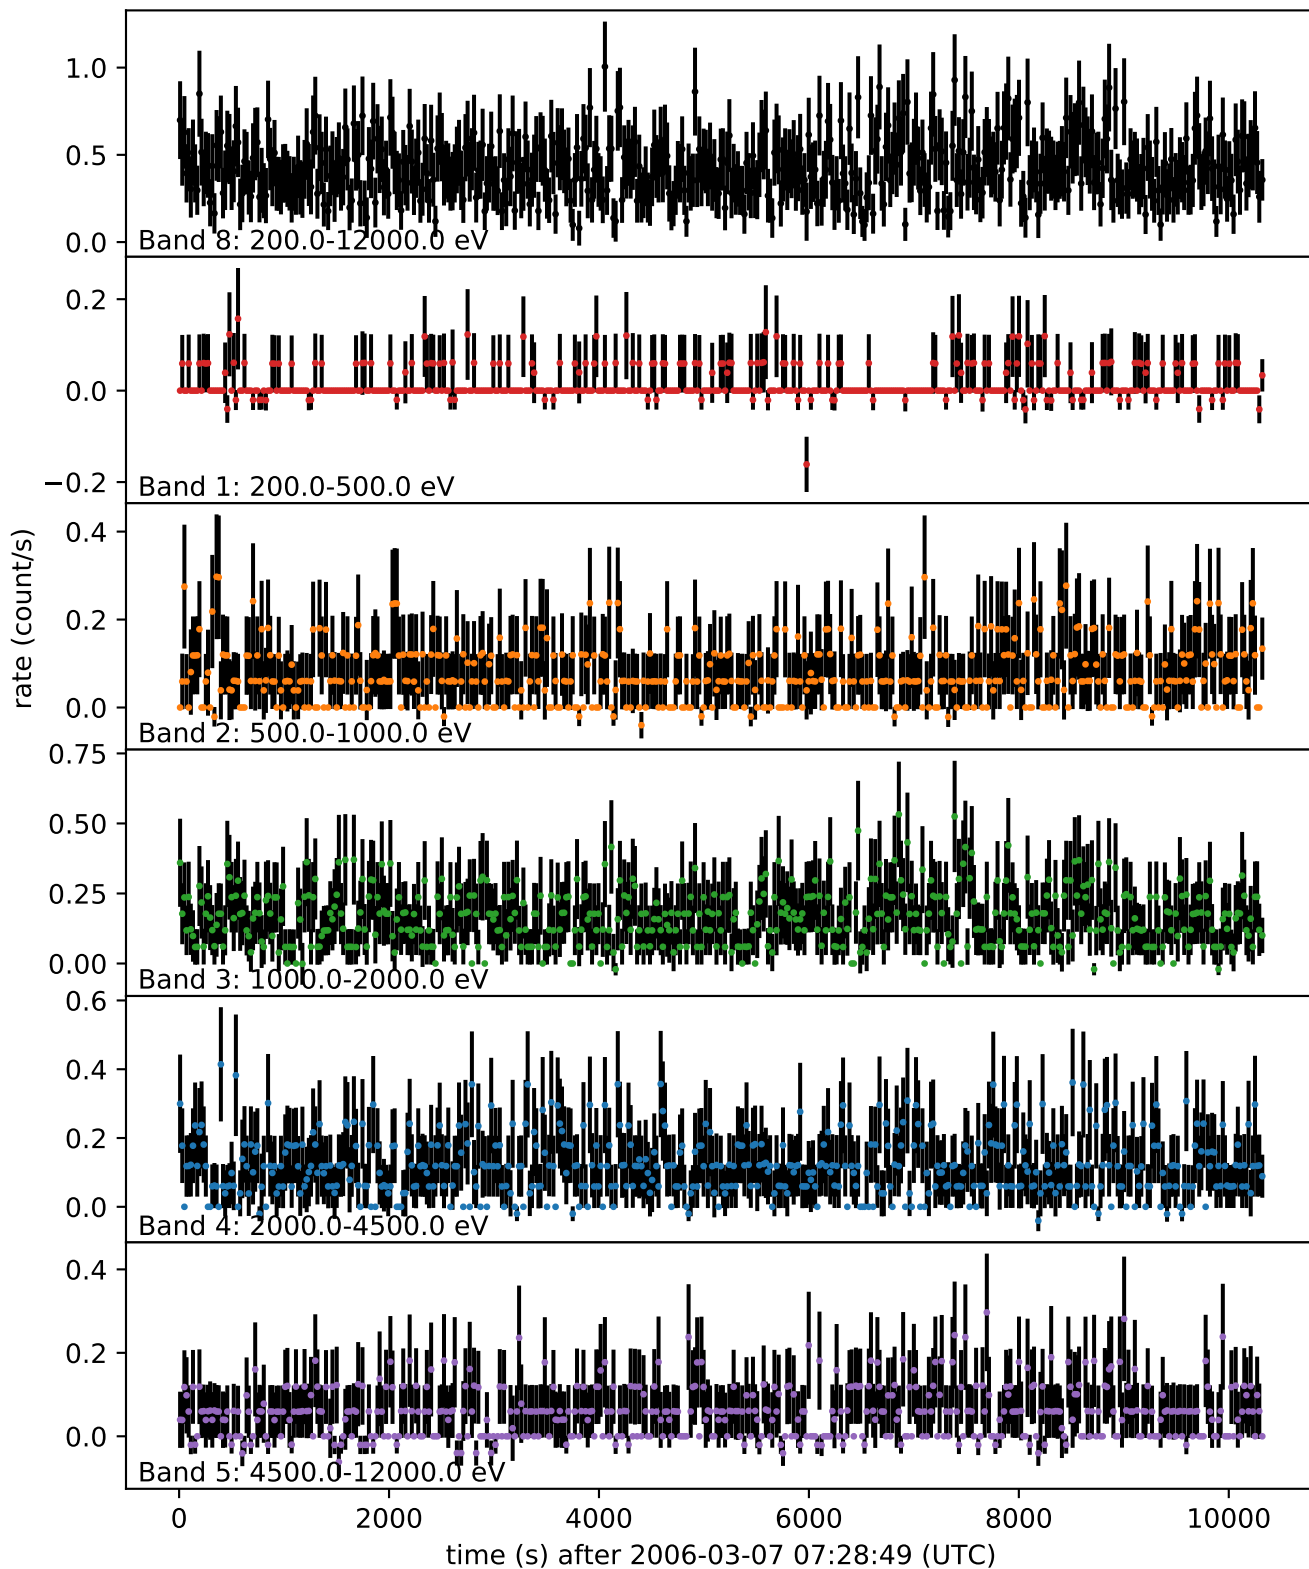 1.0
0.5
0.0
Band 8: 200.0-12000.0 eV
0.2
0.0
−0.2
Band 1: 200.0-500.0 eV
0.4
0.2
0.0
Band 2: 500.0-1000.0 eV
rate (count/s)
0.75
0.50
0.25
0.00
Band 3: 1000.0-2000.0 eV
0.6
0.4
0.2
0.0
Band 4: 2000.0-4500.0 eV
0.4
0.2
0.0
Band 5: 4500.0-12000.0 eV
0 2000 4000 6000 8000 10000
time (s) after 2006-03-07 07:28:49 (UTC)